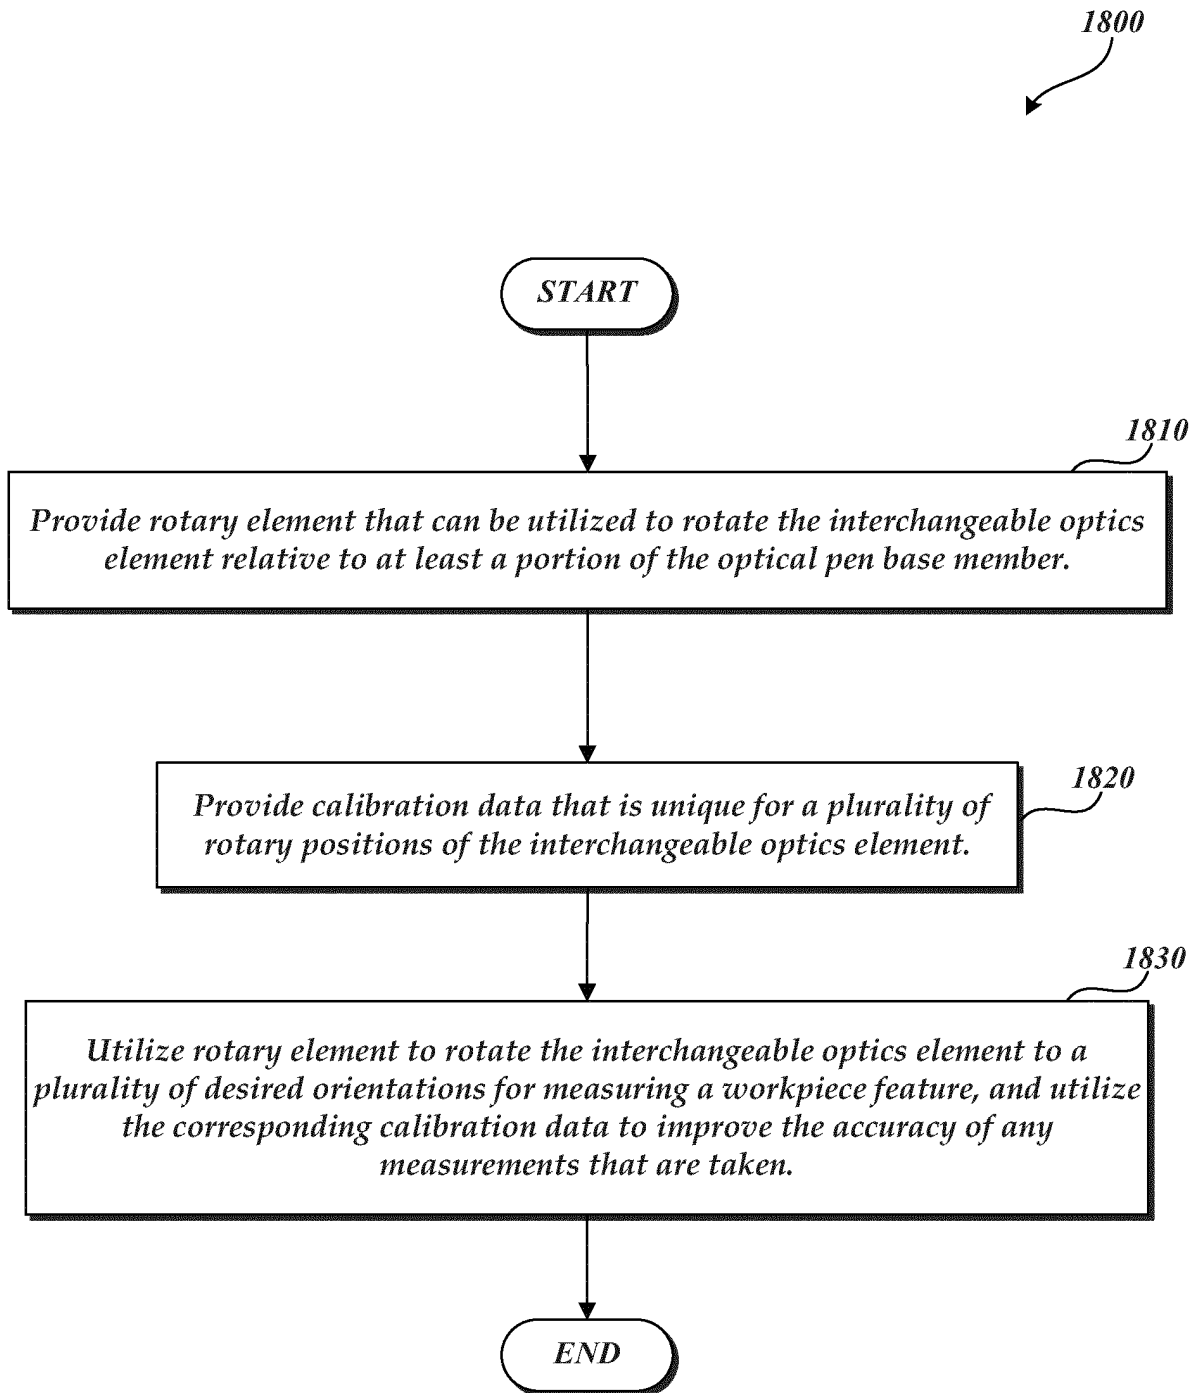 1800
START
1810
Provide rotary element that can be utilized to rotate the interchangeable optics
element relative to at least a portion of the optical pen base member.
1820
Provide calibration data that is unique for a plurality of
rotary positions of the interchangeable optics element.
1830
Utilize rotary element to rotate the interchangeable optics element to a
plurality of desired orientations for measuring a workpiece feature, and utilize
the corresponding calibration data to improve the accuracy of any
measurements that are taken.
END